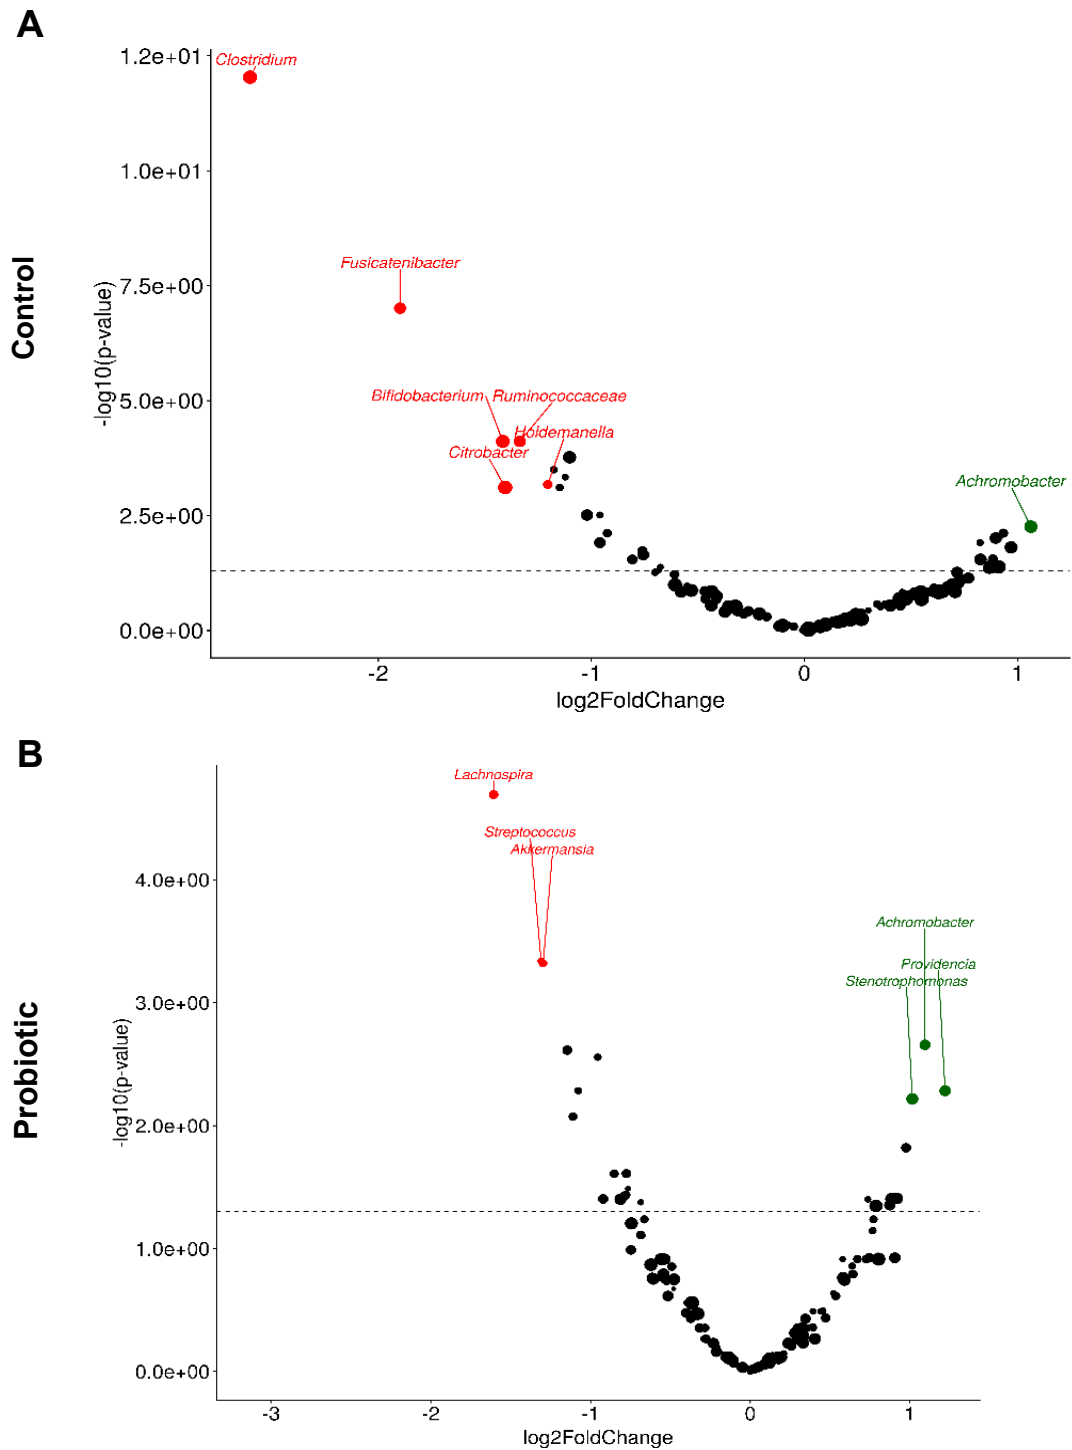 A
Control
-log10(p-value)
1.2e+01
1.0e+01
7.5e+00
5.0e+00
2.5e+00
0.0e+00
Clostridium
Fusicatenibacter
Bifidobacterium
Ruminococcaceae
Holdemanella
Citrobacter
Achromobacter
-2
-1
0
1
log2FoldChange
B
Probiotic
-log10(p-value)
4.0e+00
3.0e+00
2.0e+00
1.0e+00
0.0e+00
Lachnospira
Streptococcus
Akkermansia
Achromobacter
Providencia
Stenotrophomonas
-3
-2
-1
0
1
log2FoldChange